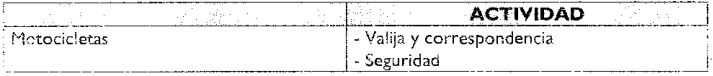 ACTIVIDAD
Motocicletas
- Valija y correspondencia
- Seguridad